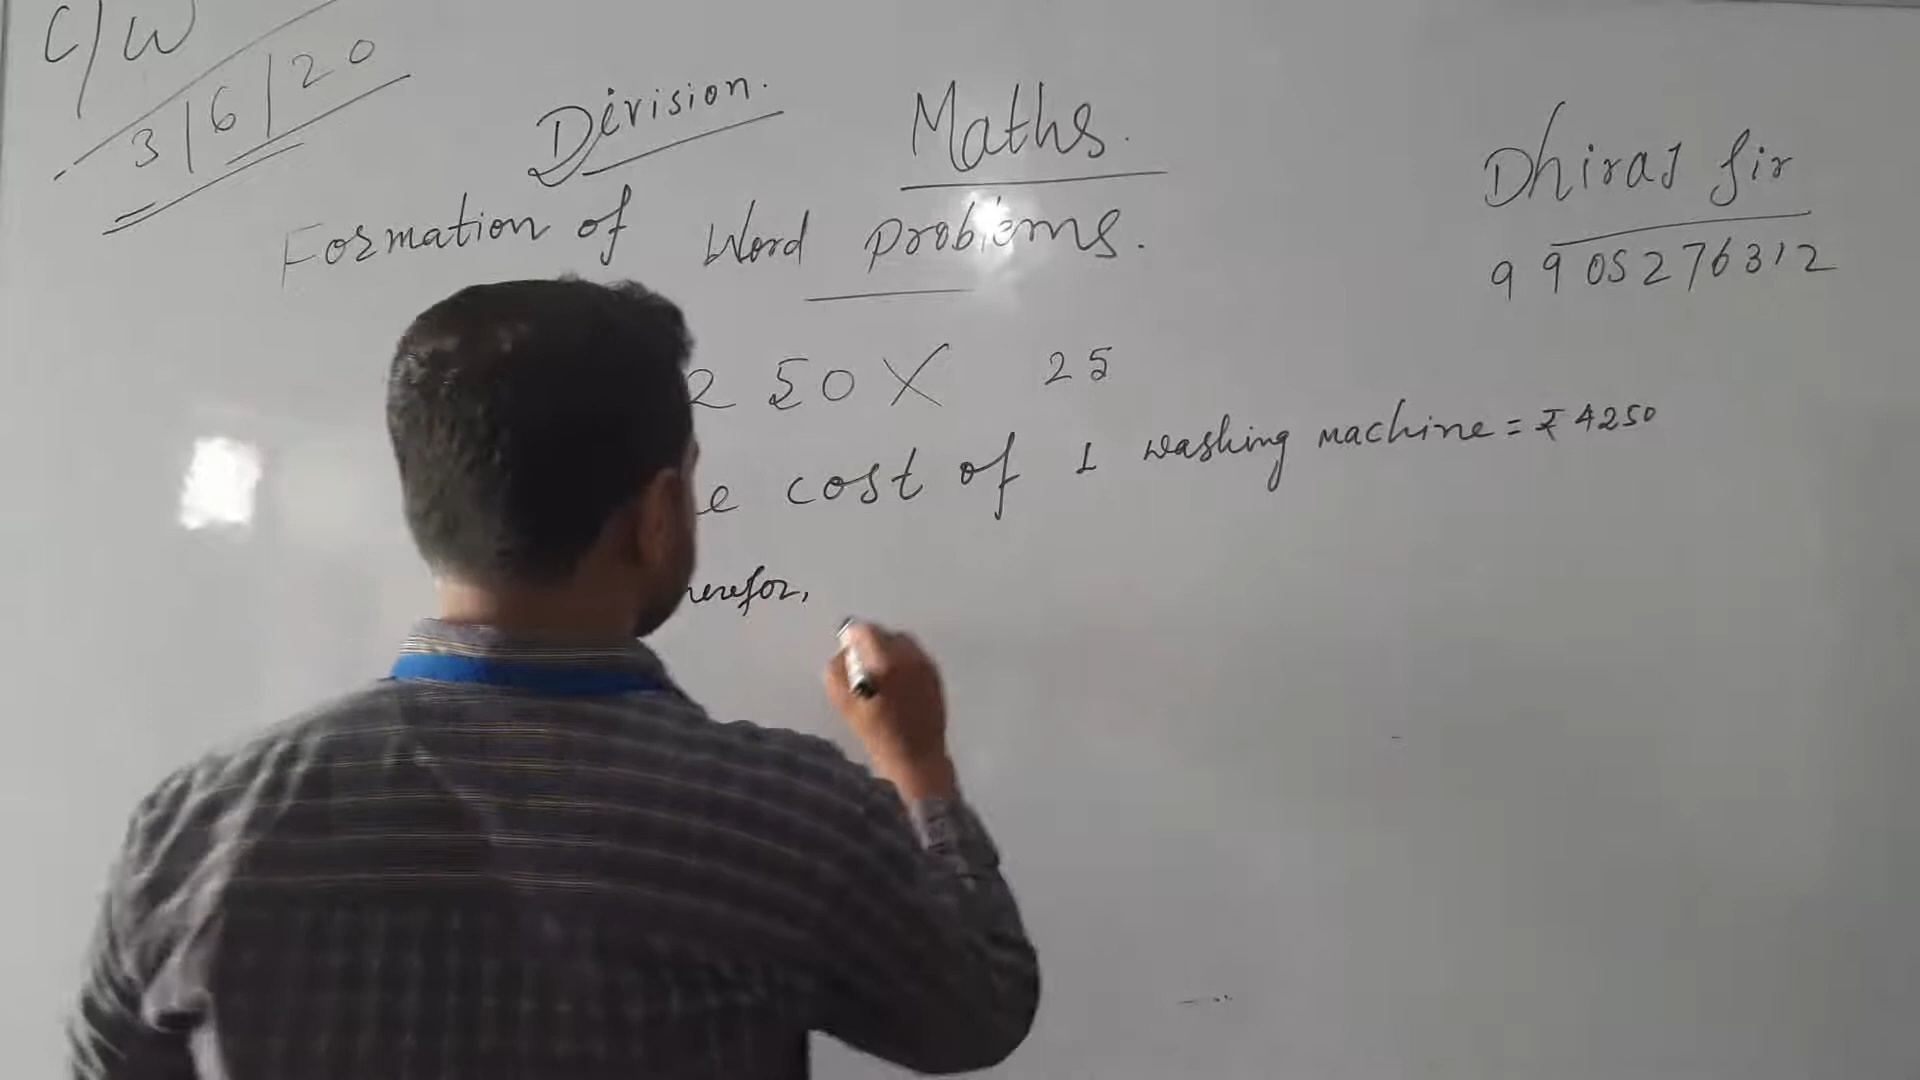 C/W
3/6/20
Division.
Maths.
Dhiraj Sir
9905276312
Formation of Word Problems.
250 X 25
cost of 1 washing machine = ₹ 4250
herefor,